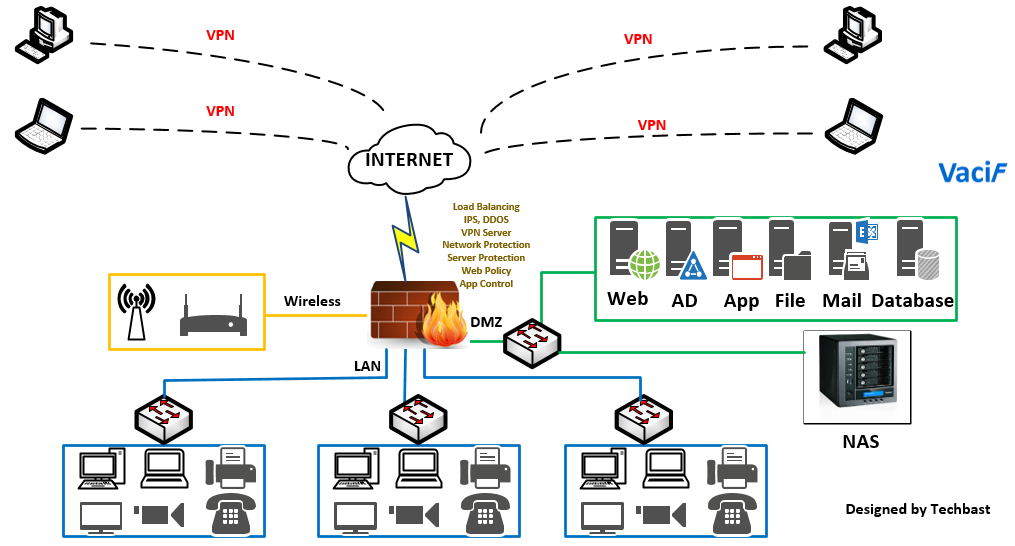 VPN
VPN
VPN
VPN
INTERNET
VaciF
Load Balancing
IPS, DDOS
VPN Server
Network Protection
Server Protection
Web Policy
App Control
Web
AD
App
File
Mail
Database
Wireless
DMZ
LAN
NAS
Designed by Techbast